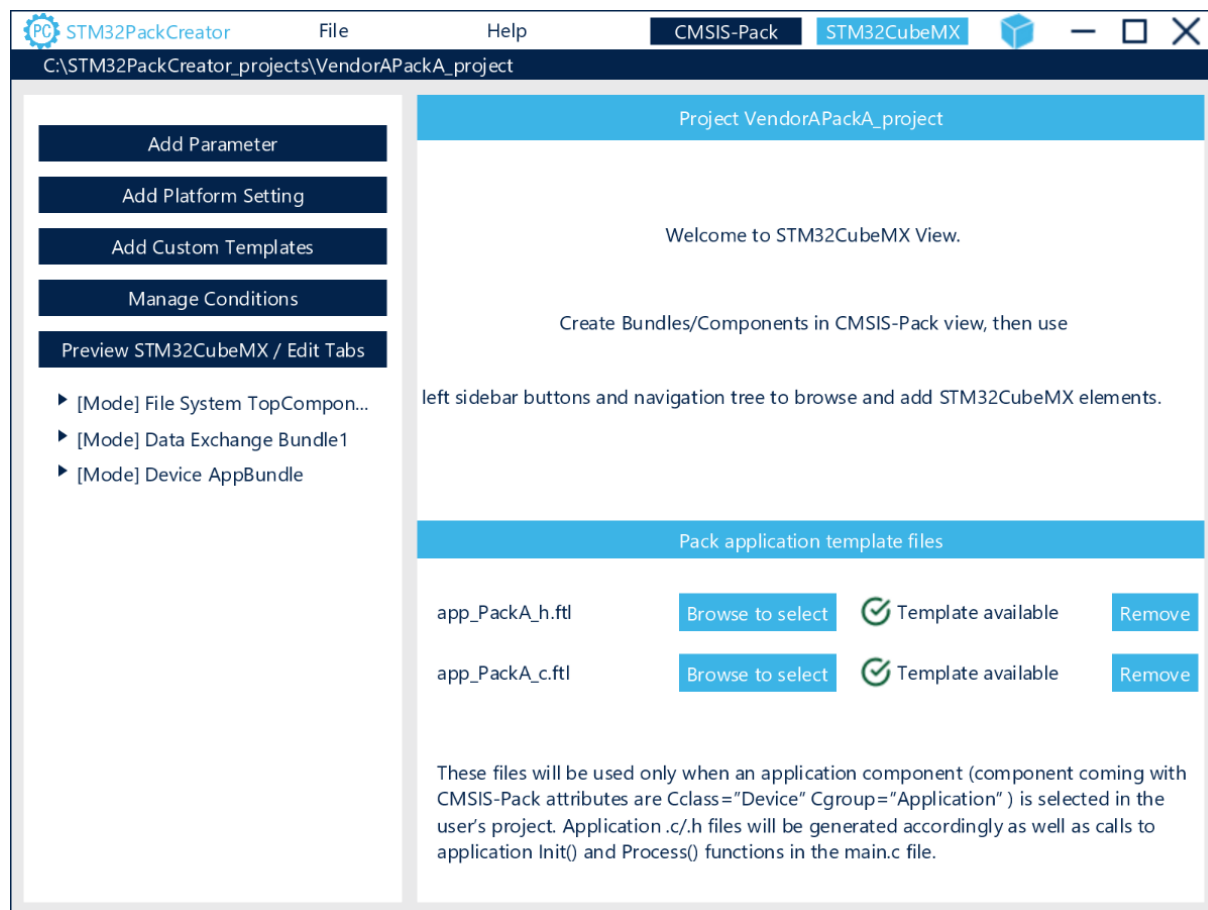 PC STM32PackCreator File Help CMSIS-Pack STM32CubeMX
C:\STM32PackCreator_projects\VendorAPackA_project
Add Parameter
Add Platform Setting
Add Custom Templates
Manage Conditions
Preview STM32CubeMX / Edit Tabs
[Mode] File System TopCompon...
[Mode] Data Exchange Bundle1
[Mode] Device AppBundle
Project VendorAPackA_project
Welcome to STM32CubeMX View.
Create Bundles/Components in CMSIS-Pack view, then use
left sidebar buttons and navigation tree to browse and add STM32CubeMX elements.
Pack application template files
app_PackA_h.ftl Browse to select Template available Remove
app_PackA_c.ftl Browse to select Template available Remove
These files will be used only when an application component (component coming with
CMSIS-Pack attributes are Cclass="Device" Cgroup="Application" ) is selected in the
user's project. Application .c/.h files will be generated accordingly as well as calls to
application Init() and Process() functions in the main.c file.